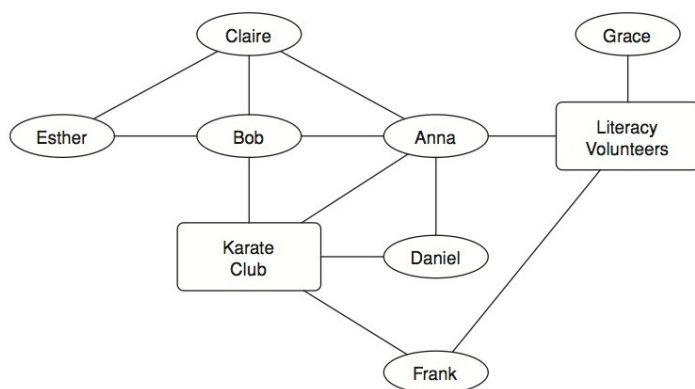 Claire
Grace
Esther
Bob
Anna
Literacy
Volunteers
Karate
Club
Daniel
Frank